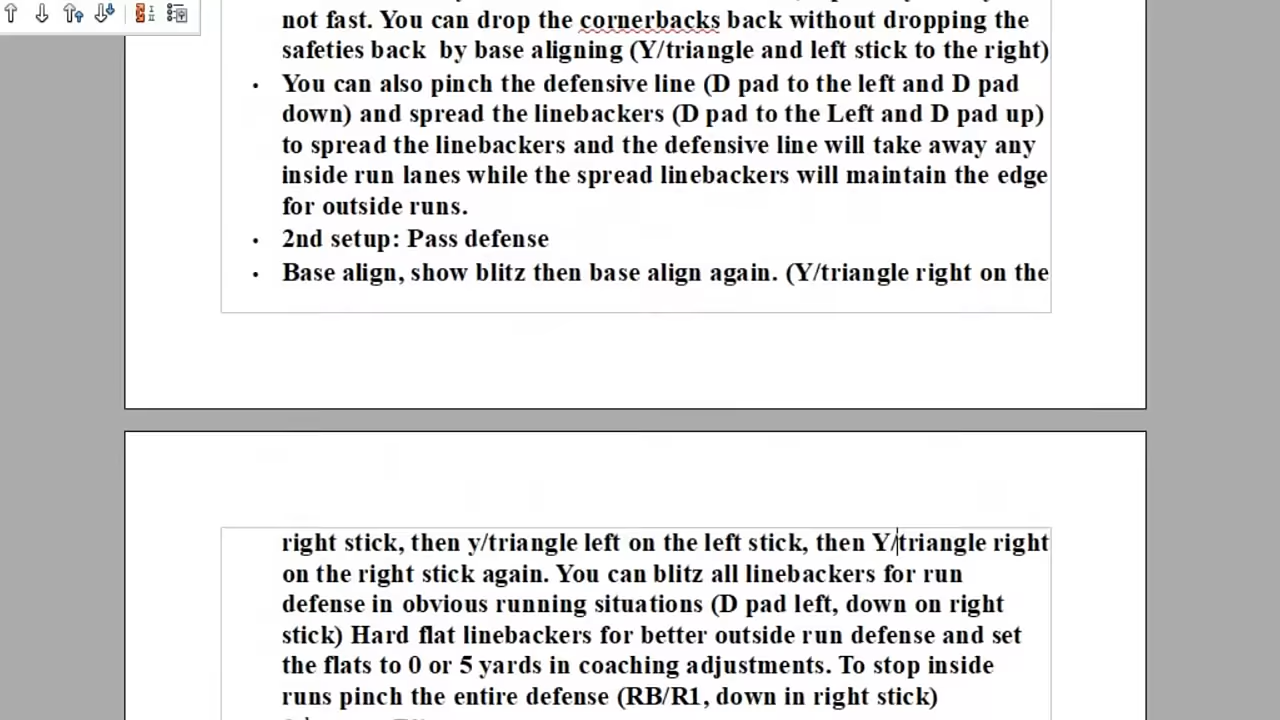 not fast. You can drop the cornerbacks back without dropping the
safeties back by base aligning (Y/triangle and left stick to the right)
• You can also pinch the defensive line (D pad to the left and D pad
down) and spread the linebackers (D pad to the Left and D pad up)
to spread the linebackers and the defensive line will take away any
inside run lanes while the spread linebackers will maintain the edge
for outside runs.
• 2nd setup: Pass defense
• Base align, show blitz then base align again. (Y/triangle right on the
right stick, then y/triangle left on the left stick, then Y/triangle right
on the right stick again. You can blitz all linebackers for run
defense in obvious running situations (D pad left, down on right
stick) Hard flat linebackers for better outside run defense and set
the flats to 0 or 5 yards in coaching adjustments. To stop inside
runs pinch the entire defense (RB/R1, down in right stick)